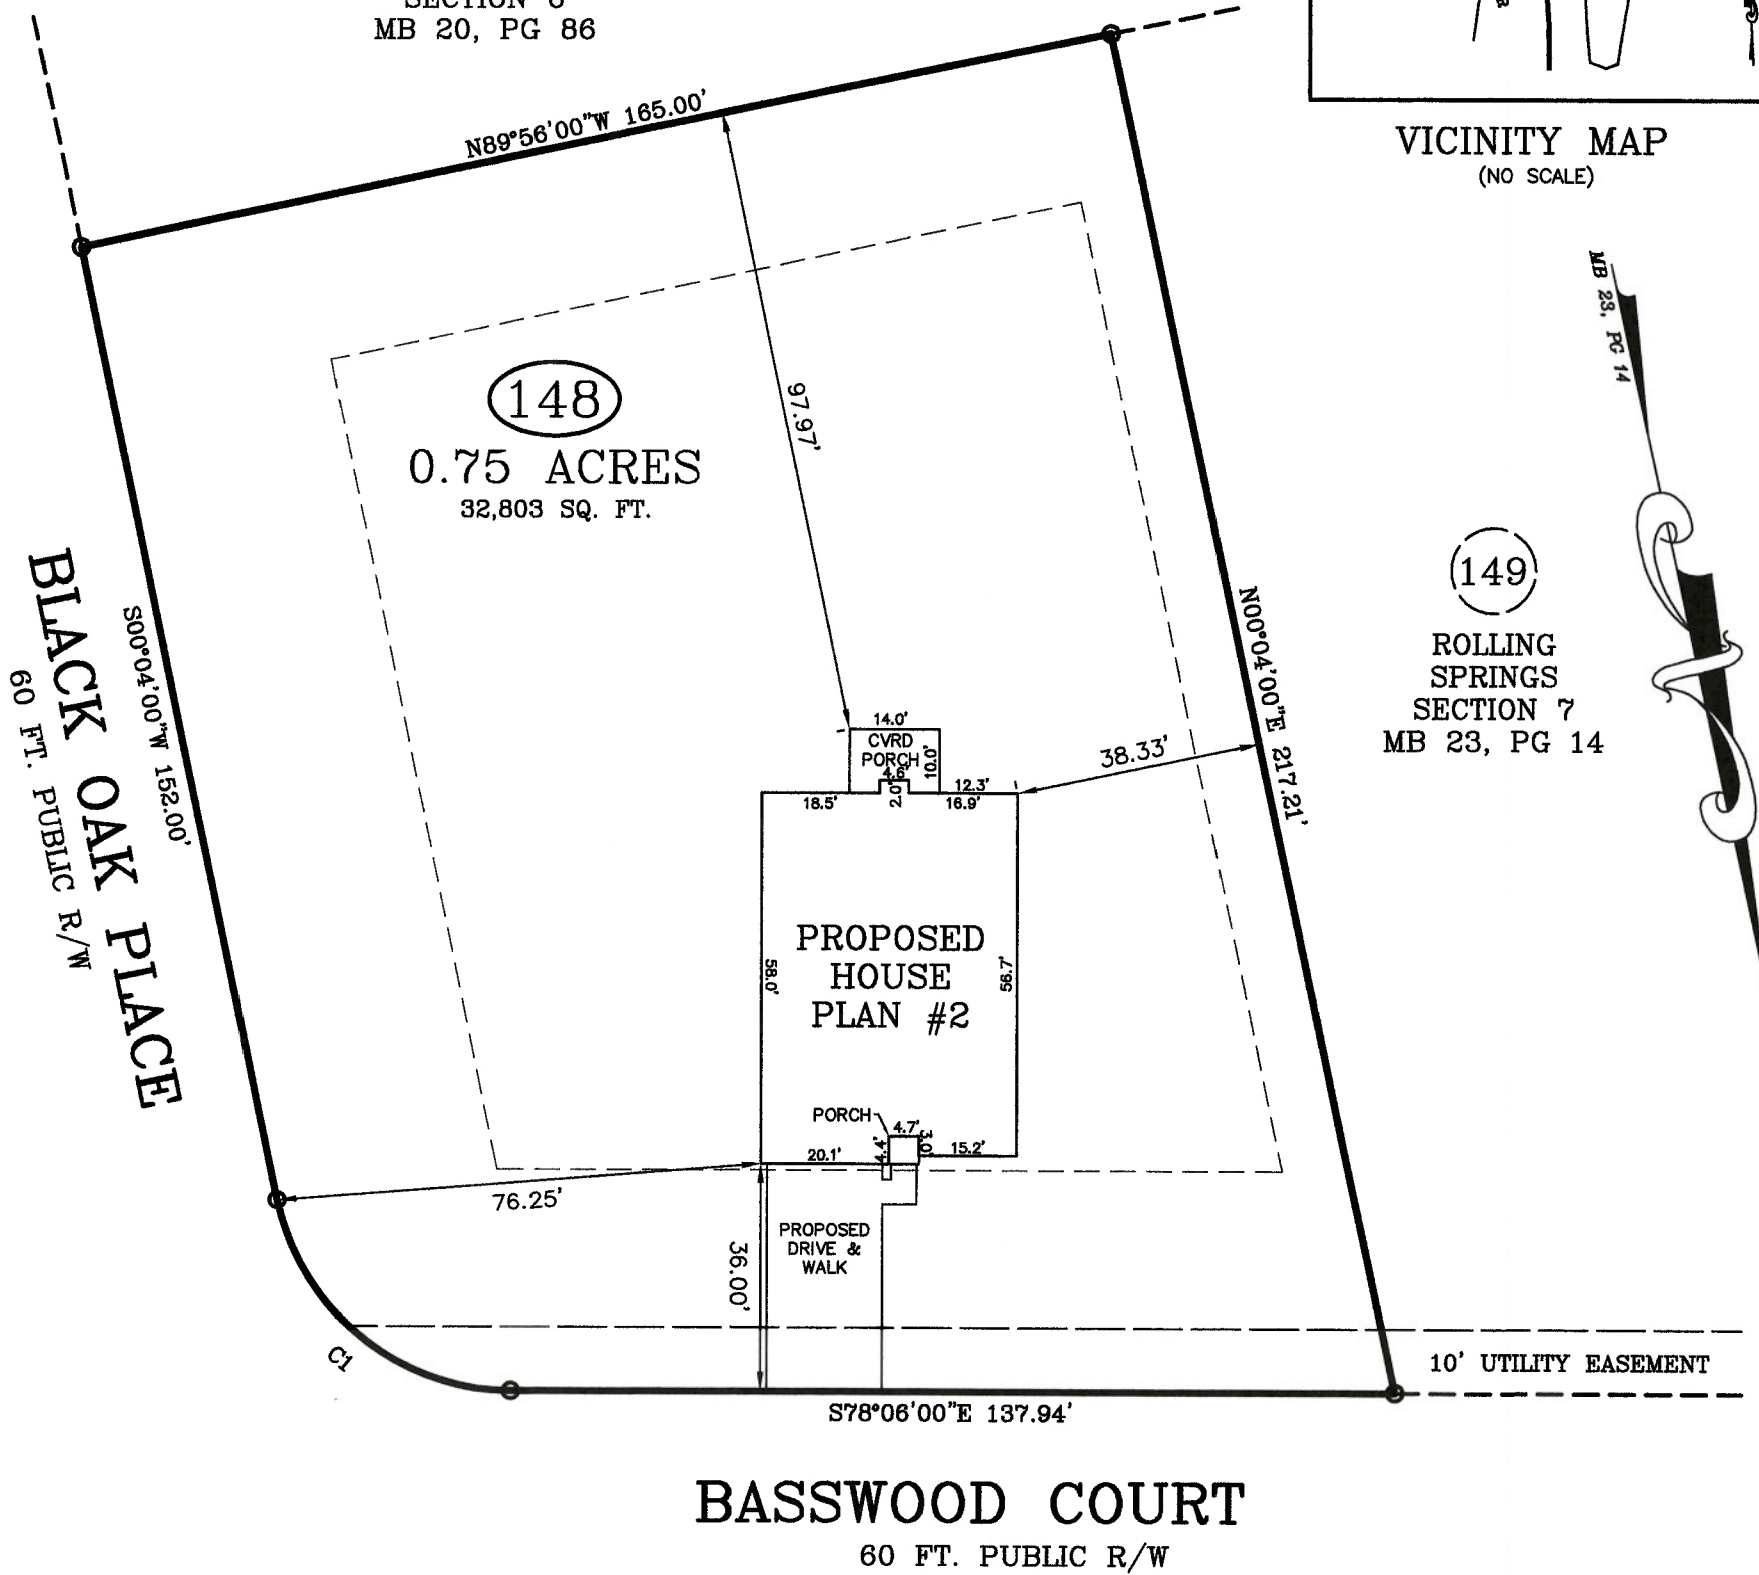 MB 20, PG 86
N89°56'00"W 165.00'
VICINITY MAP
(NO SCALE)
MB 23, PG 14
97.97'
148
0.75 ACRES
32,803 SQ. FT.
BLACK OAK PLACE
60 FT. PUBLIC R/W
S00°04'00"W 152.00'
N00°04'00"E 217.21'
149
ROLLING
SPRINGS
SECTION 7
MB 23, PG 14
14.0'
CVRD
PORCH
10.0'
4.6'
2.0'
12.3'
18.5'
16.9'
38.33'
58.0'
56.7'
PROPOSED
HOUSE
PLAN #2
PORCH
4.7'
4.4'
3.0'
20.1'
15.2'
76.25'
36.00'
PROPOSED
DRIVE &
WALK
C1
10' UTILITY EASEMENT
S78°06'00"E 137.94'
BASSWOOD COURT
60 FT. PUBLIC R/W